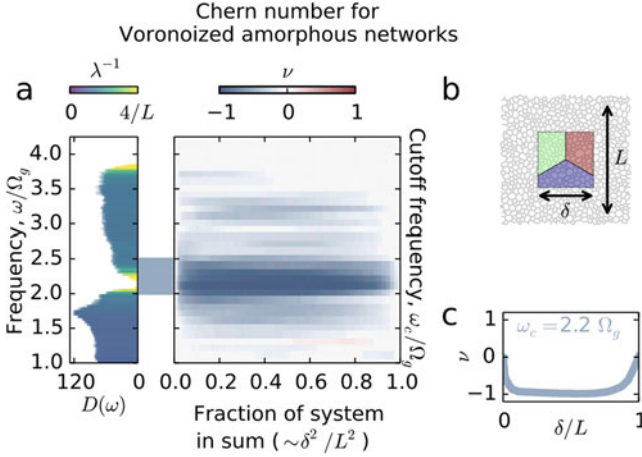 Chern number for
Voronoized amorphous networks
a
λ⁻¹
0 4/L
ν
−1 0 1
b
L
δ
Frequency, ω/Ω_g
4.0
3.5
3.0
2.5
2.0
1.5
1.0
120 0
D(ω)
Cutoff frequency, ω_c/Ω_g
0.0 0.2 0.4 0.6 0.8 1.0
Fraction of system
in sum (∼δ²/L²)
c
ω_c = 2.2 Ω_g
ν
1
0
−1
0 1
δ/L